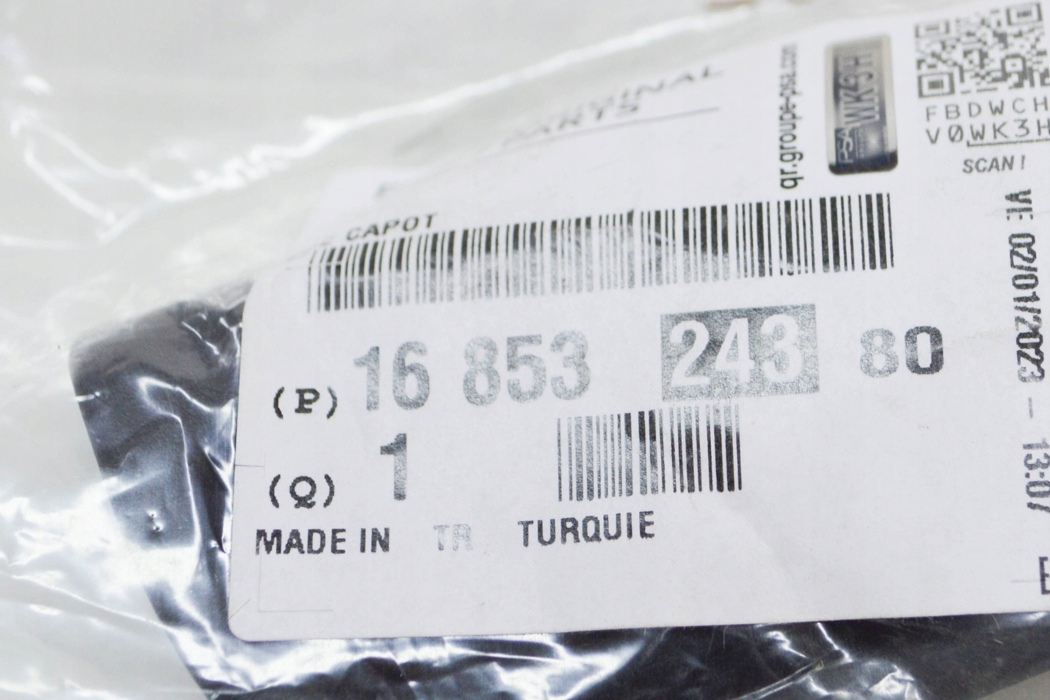 ORIGINAL
PARTS
qr.groupe-psa.com
PSA
WK3H
FBDWCH
V0WK3H
SCAN!
CAPOT
(P) 16 853 243 80
(Q) 1
MADE IN TR TURQUIE
VI: 02/01/2023 - 13:07